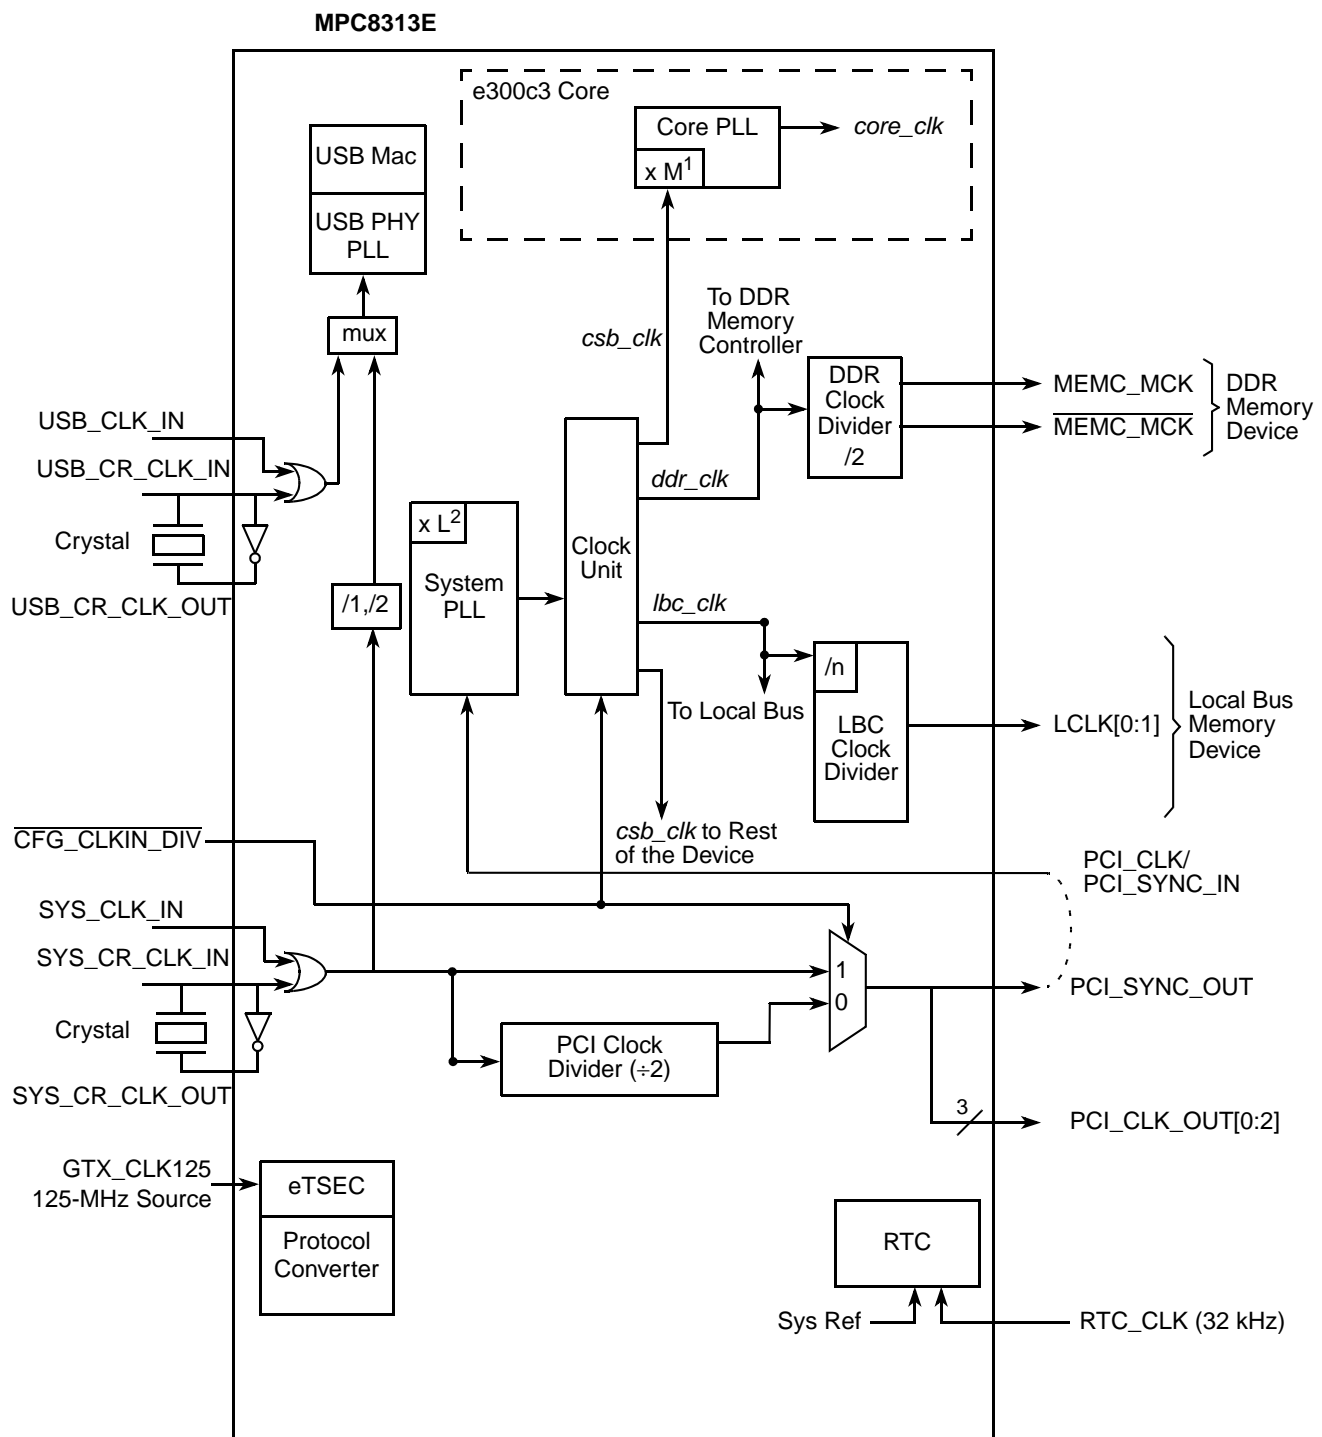 MPC8313E
e300c3 Core
Core PLL
x M1
core_clk
USB Mac
USB PHY
PLL
mux
csb_clk
To DDR
Memory
Controller
DDR
Clock
Divider
/2
MEMC_MCK
MEMC_MCK
DDR
Memory
Device
USB_CLK_IN
USB_CR_CLK_IN
Crystal
USB_CR_CLK_OUT
/1,/2
x L2
System
PLL
Clock
Unit
ddr_clk
lbc_clk
To Local Bus
/n
LBC
Clock
Divider
LCLK[0:1]
Local Bus
Memory
Device
csb_clk to Rest
of the Device
CFG_CLKIN_DIV
PCI_CLK/
PCI_SYNC_IN
SYS_CLK_IN
SYS_CR_CLK_IN
Crystal
SYS_CR_CLK_OUT
1
0
PCI Clock
Divider (÷2)
PCI_SYNC_OUT
3
PCI_CLK_OUT[0:2]
GTX_CLK125
125-MHz Source
eTSEC
Protocol
Converter
RTC
Sys Ref
RTC_CLK (32 kHz)